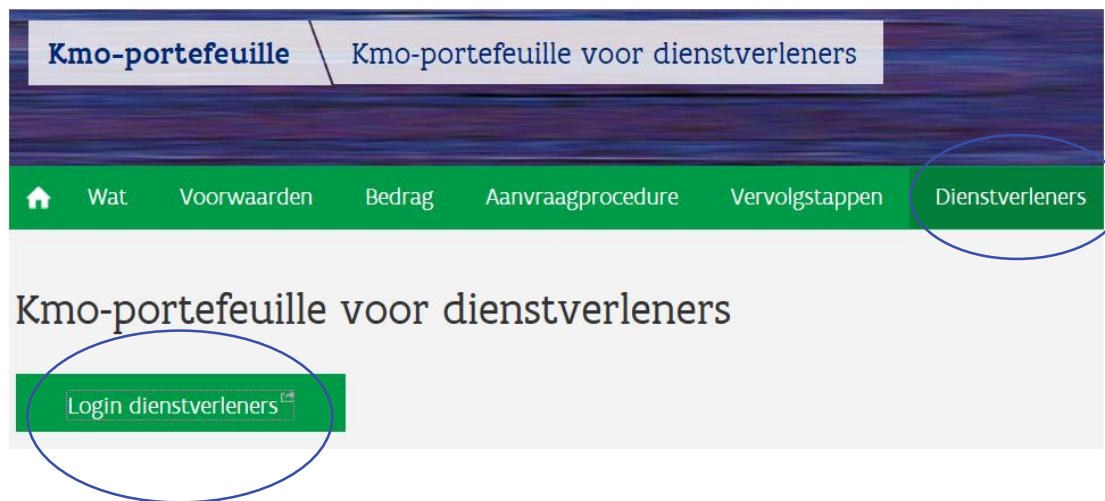 Kmo-portefeuille Kmo-portefeuille voor dienstverleners
Wat Voorwaarden Bedrag Aanvraagprocedure Vervolgstappen Dienstverleners
Kmo-portefeuille voor dienstverleners
Login dienstverleners